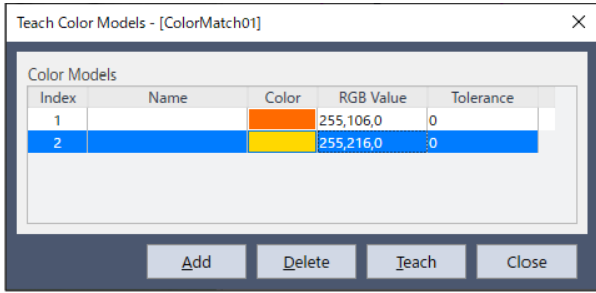 Teach Color Models - [ColorMatch01]
Color Models
Index Name Color RGB Value Tolerance
1 255,106,0 0
2 255,216,0 0
Add Delete Teach Close